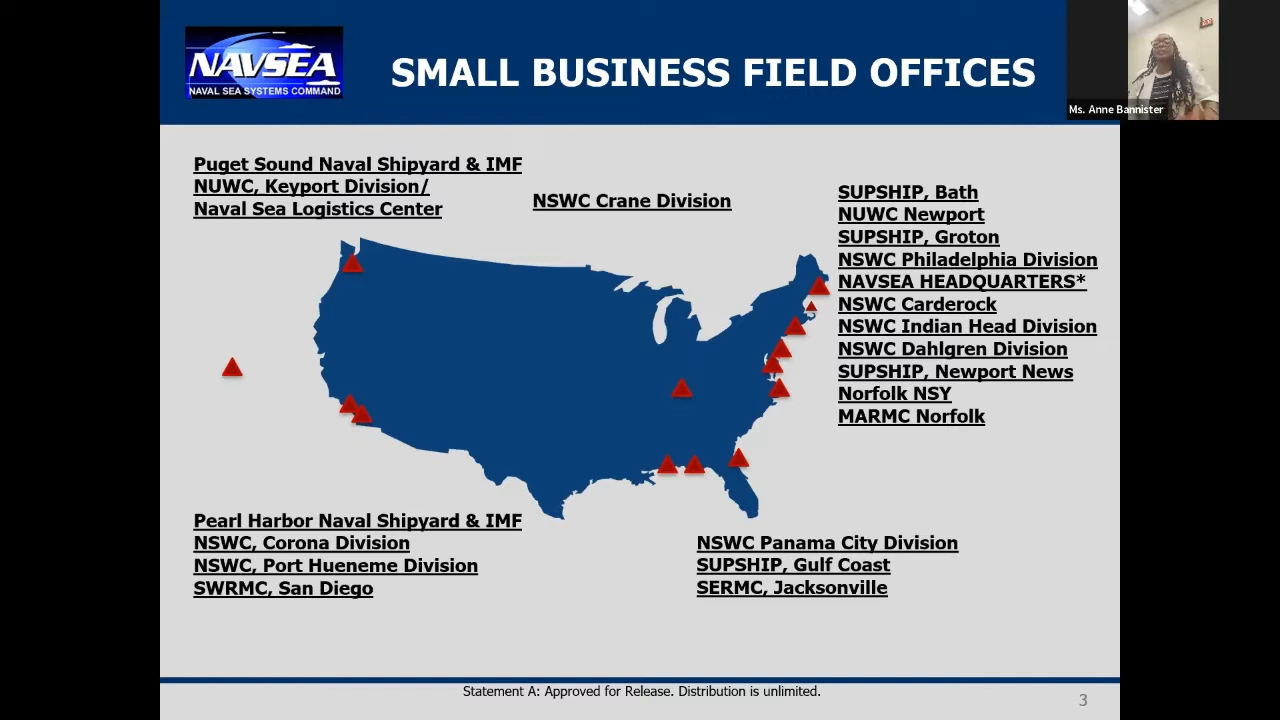 NAVSEA
NAVAL SEA SYSTEMS COMMAND
SMALL BUSINESS FIELD OFFICES
Ms. Anne Bannister
Puget Sound Naval Shipyard & IMF
NUWC, Keyport Division/
Naval Sea Logistics Center
NSWC Crane Division
SUPSHIP, Bath
NUWC Newport
SUPSHIP, Groton
NSWC Philadelphia Division
NAVSEA HEADQUARTERS*
NSWC Carderock
NSWC Indian Head Division
NSWC Dahlgren Division
SUPSHIP, Newport News
Norfolk NSY
MARMC Norfolk
Pearl Harbor Naval Shipyard & IMF
NSWC, Corona Division
NSWC, Port Hueneme Division
SWRMC, San Diego
NSWC Panama City Division
SUPSHIP, Gulf Coast
SERMC, Jacksonville
Statement A: Approved for Release. Distribution is unlimited.
3